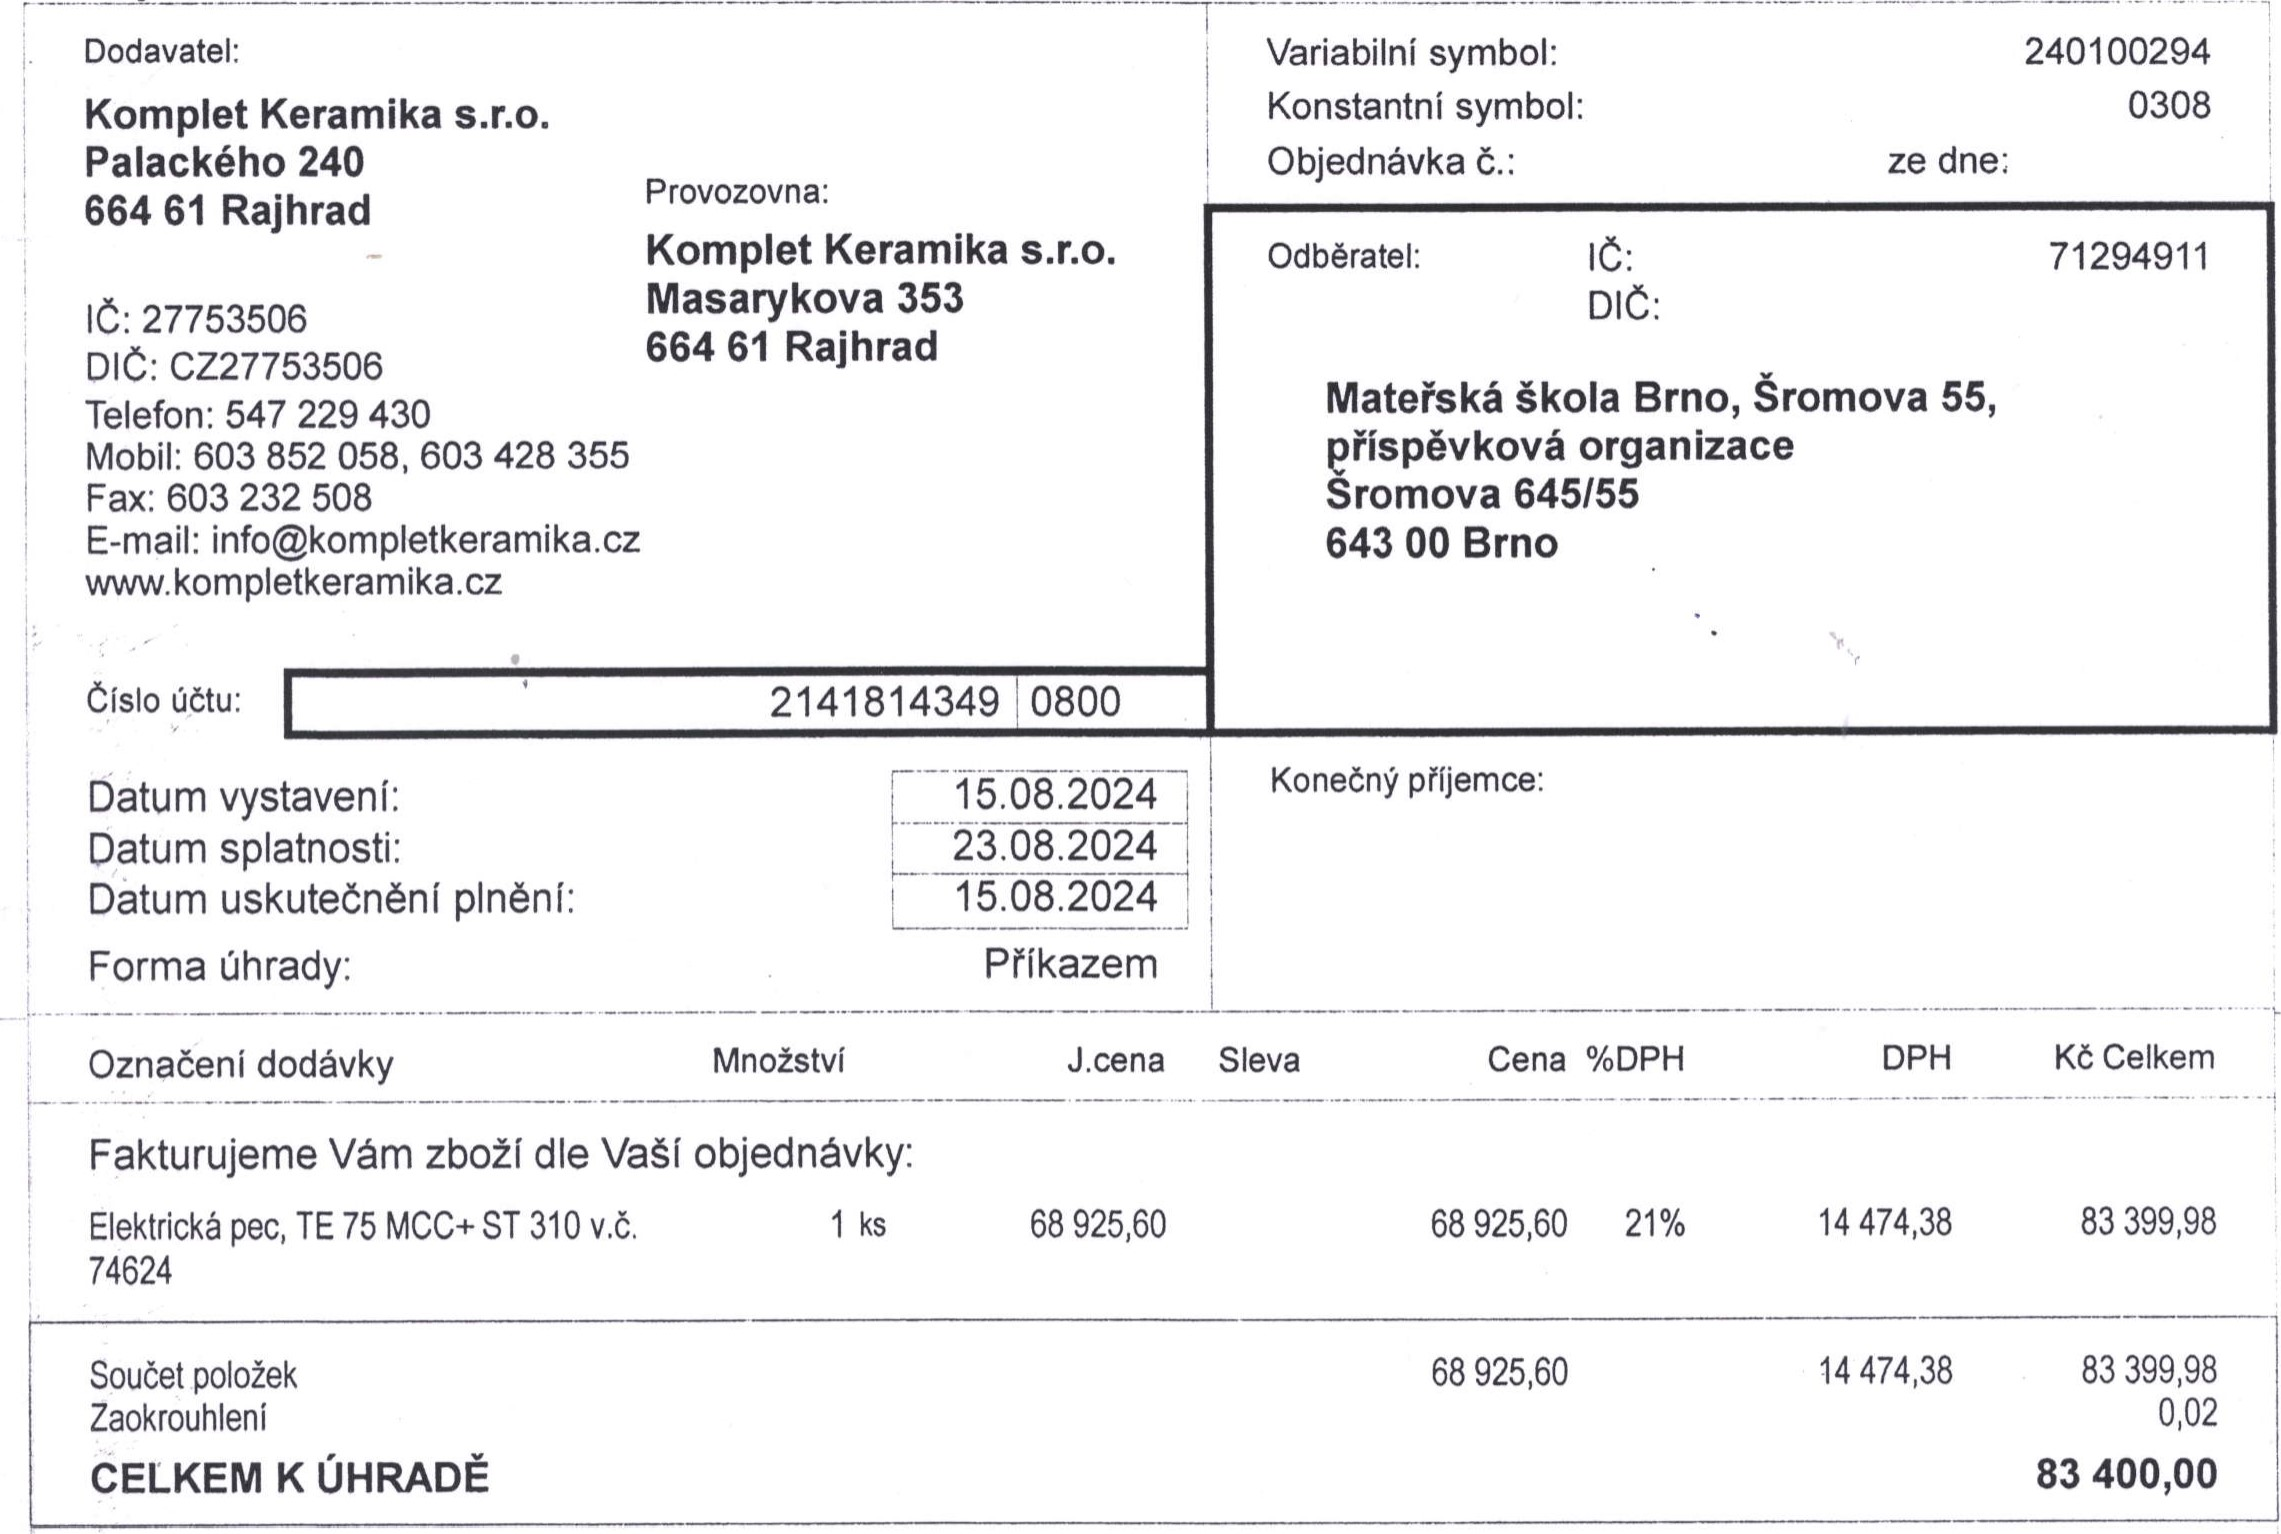 Dodavatel:
Komplet Keramika s.r.o.
Palackého 240
664 61 Rajhrad
IČ: 27753506
DIČ: CZ27753506
Telefon: 547 229 430
Mobil: 603 852 058, 603 428 355
Fax: 603 232 508
E-mail: info@kompletkeramika.cz
www.kompletkeramika.cz
Provozovna:
Komplet Keramika s.r.o.
Masarykova 353
664 61 Rajhrad
Číslo účtu: 2141814349 0800
Variabilní symbol: 240100294
Konstantní symbol: 0308
Objednávka č.: ze dne:
Odběratel: IČ: 71294911
DIČ:
Mateřská škola Brno, Šromova 55,
příspěvková organizace
Šromova 645/55
643 00 Brno
Datum vystavení: 15.08.2024
Datum splatnosti: 23.08.2024
Datum uskutečnění plnění: 15.08.2024
Forma úhrady: Příkazem
Konečný příjemce:
Označení dodávky Množství J.cena Sleva Cena %DPH DPH Kč Celkem
Fakturujeme Vám zboží dle Vaší objednávky:
Elektrická pec, TE 75 MCC+ ST 310 v.č. 1 ks 68 925,60 68 925,60 21% 14 474,38 83 399,98
74624
Součet položek 68 925,60 14 474,38 83 399,98
Zaokrouhlení 0,02
CELKEM K ÚHRADĚ 83 400,00